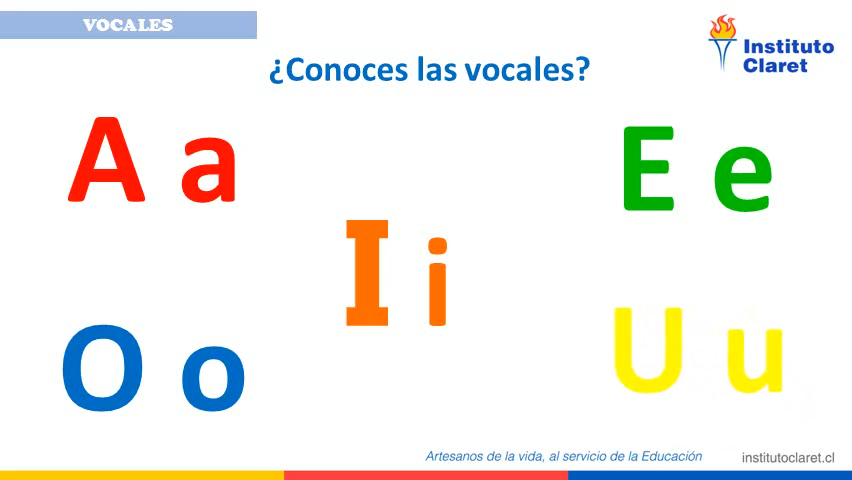 VOCALES
Instituto
Claret
¿Conoces las vocales?
A a
E e
I i
O o
U u
Artesanos de la vida, al servicio de la Educación
institutoclaret.cl